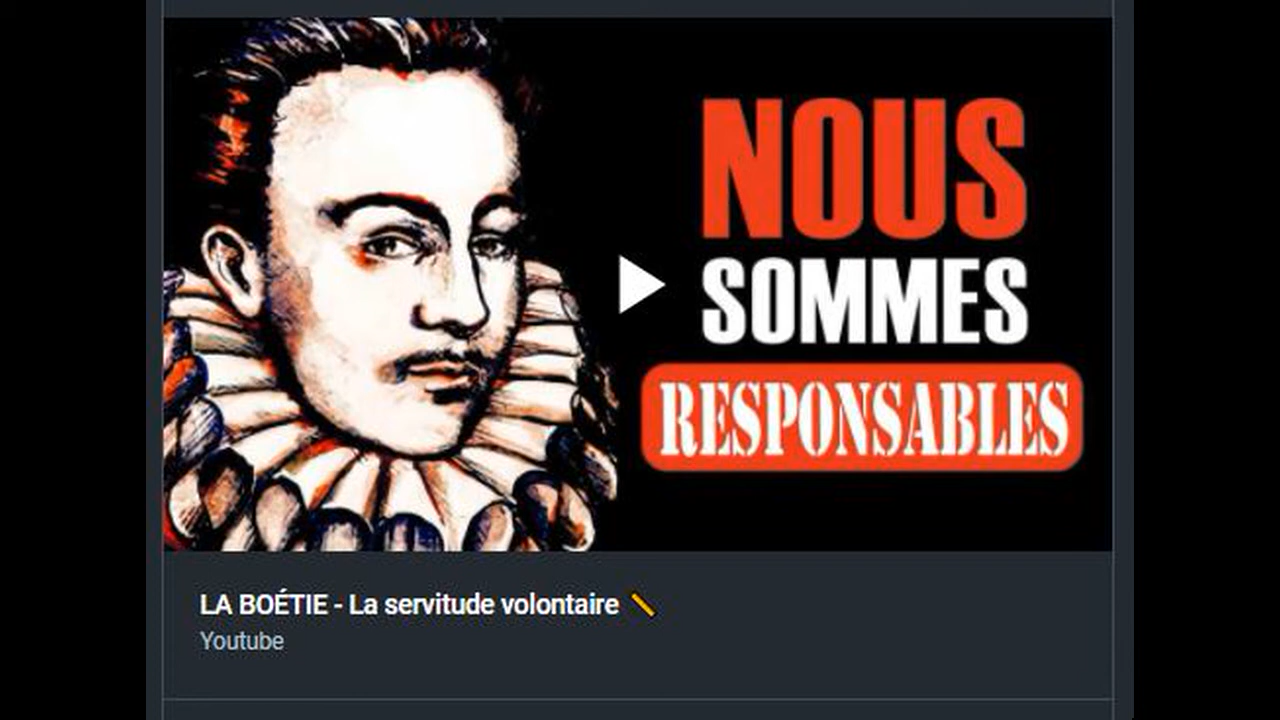 NOUS
SOMMES
RESPONSABLES
LA BOÉTIE - La servitude volontaire
Youtube